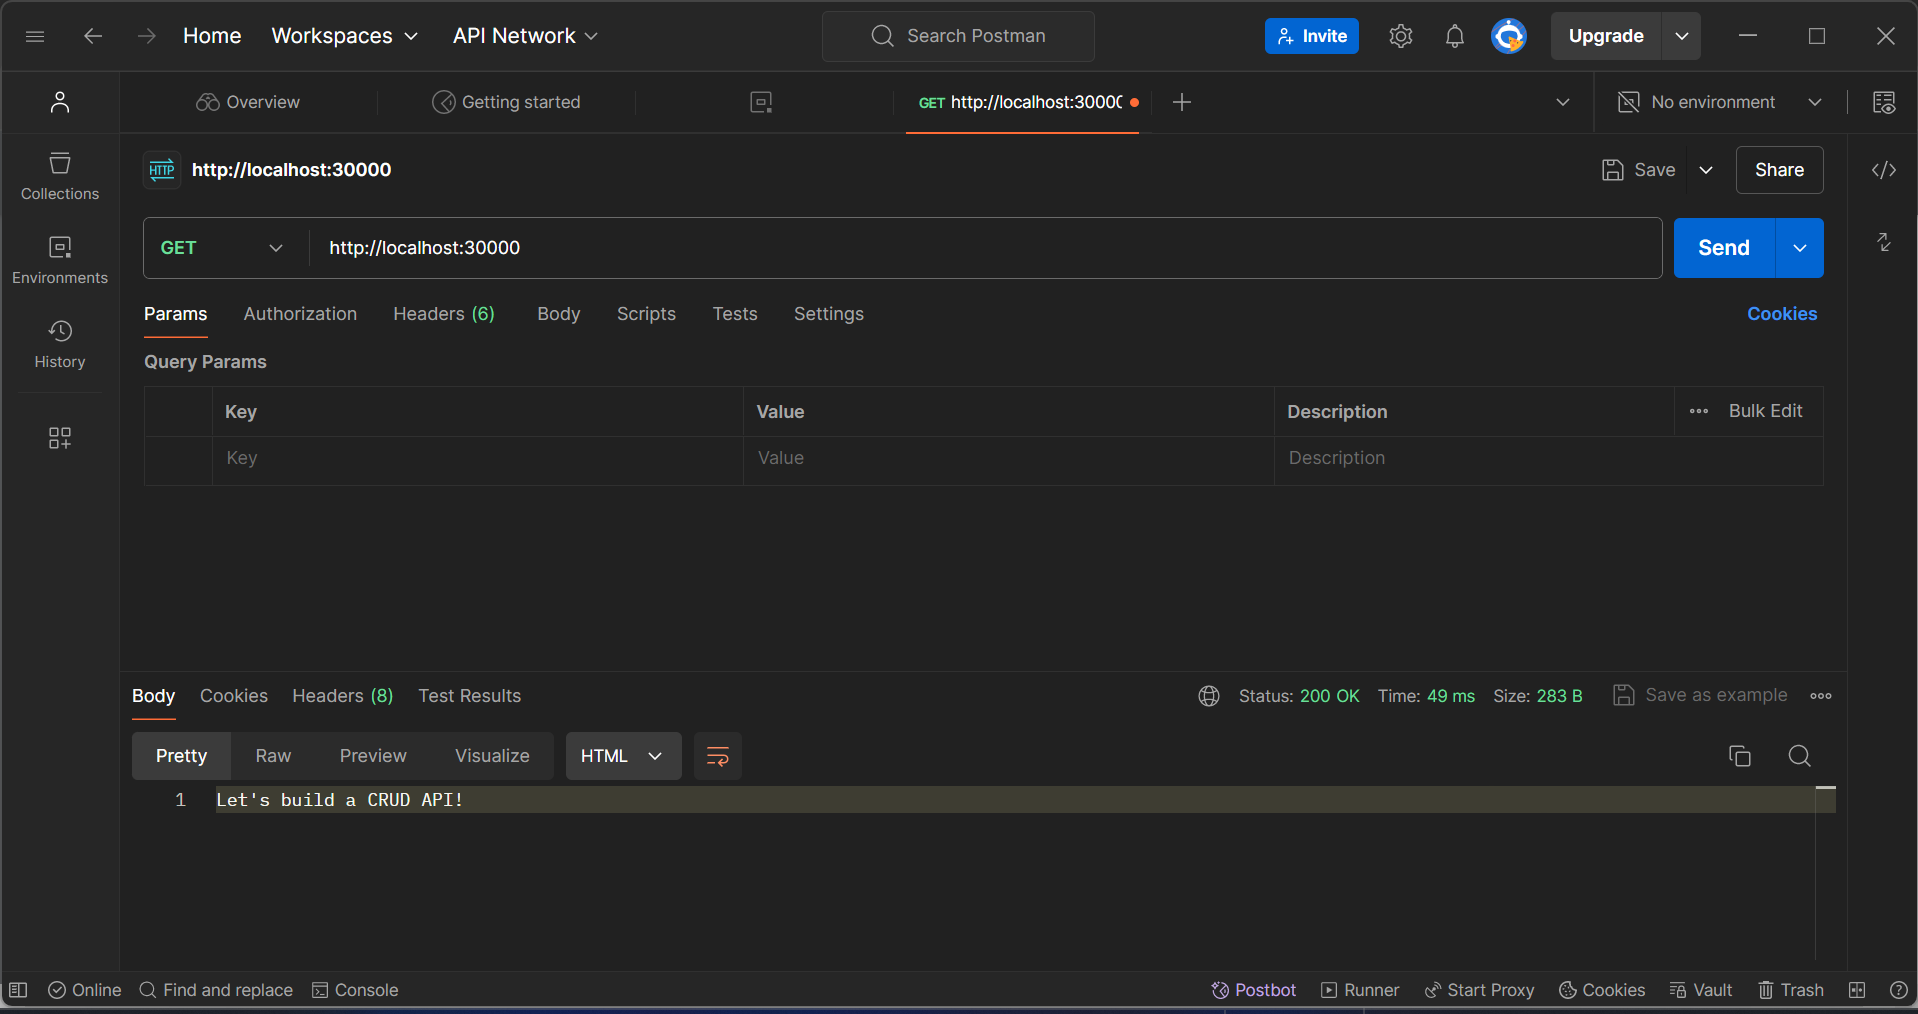 Home Workspaces API Network Search Postman Invite Upgrade
Overview Getting started GET http://localhost:3000 No environment
HTTP http://localhost:30000 Save Share
Collections
GET http://localhost:30000 Send
Environments
Params Authorization Headers (6) Body Scripts Tests Settings Cookies
History
Query Params
Key Value Description Bulk Edit
Key Value Description
Body Cookies Headers (8) Test Results Status: 200 OK Time: 49 ms Size: 283 B Save as example
Pretty Raw Preview Visualize HTML
1 Let's build a CRUD API!
Online Find and replace Console Postbot Runner Start Proxy Cookies Vault Trash